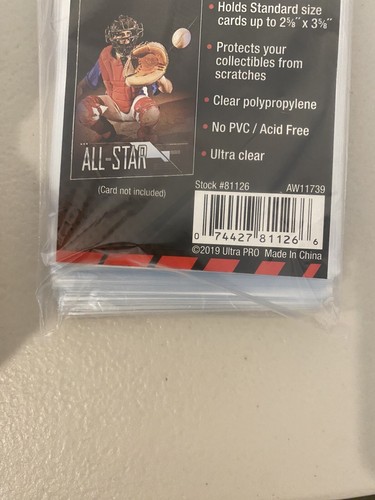 • Holds Standard size
cards up to 2⅝" x 3⅝"
• Protects your
collectibles from
scratches
• Clear polypropylene
• No PVC / Acid Free
• Ultra clear
ALL-STAR
(Card not included)
Stock #81126 AW11739
0 74427 81126 6
©2019 Ultra PRO Made In China